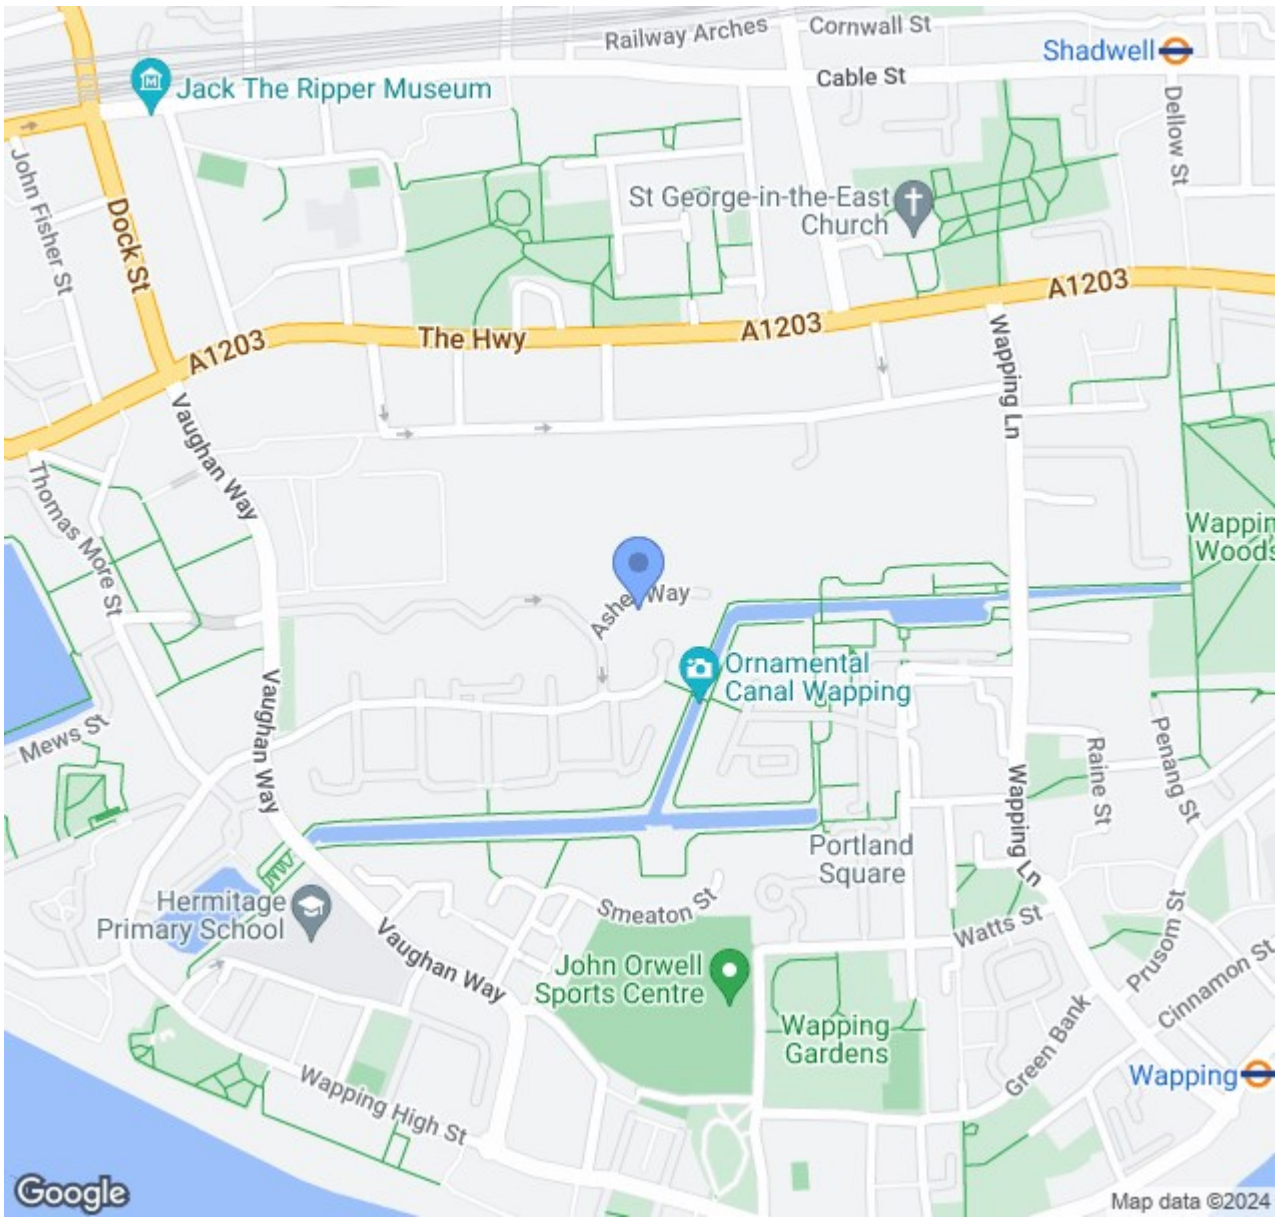 Railway Arches
Cornwall St
Shadwell
Cable St
Jack The Ripper Museum
Dellow St
John Fisher St
Dock St
St George-in-the-East
Church
A1203
The Hwy
A1203
A1203
Wapping Ln
Vaughan Way
Thomas More St
Wappin
Woods
Way
Ornamental
Canal Wapping
Vaughan Way
Mews St
Penang St
Raine St
Wapping Ln
Portland
Square
Hermitage
Primary School
Smeaton St
Watts St
Prusom St
Vaughan Way
John Orwell
Sports Centre
Cinnamon St
Wapping
Gardens
Green Bank
Wapping
Wapping High St
Google
Map data ©2024